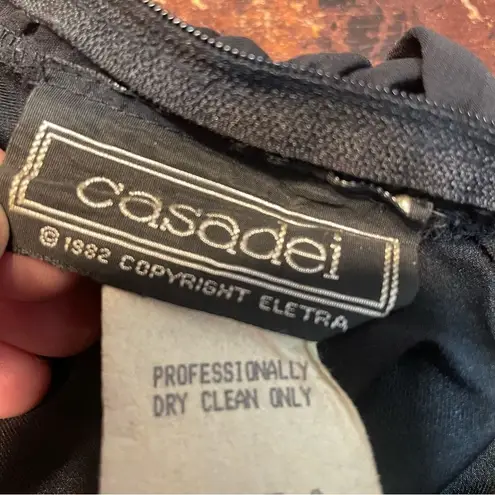 casadei
© 1982 COPYRIGHT ELETRA
PROFESSIONALLY
DRY CLEAN ONLY